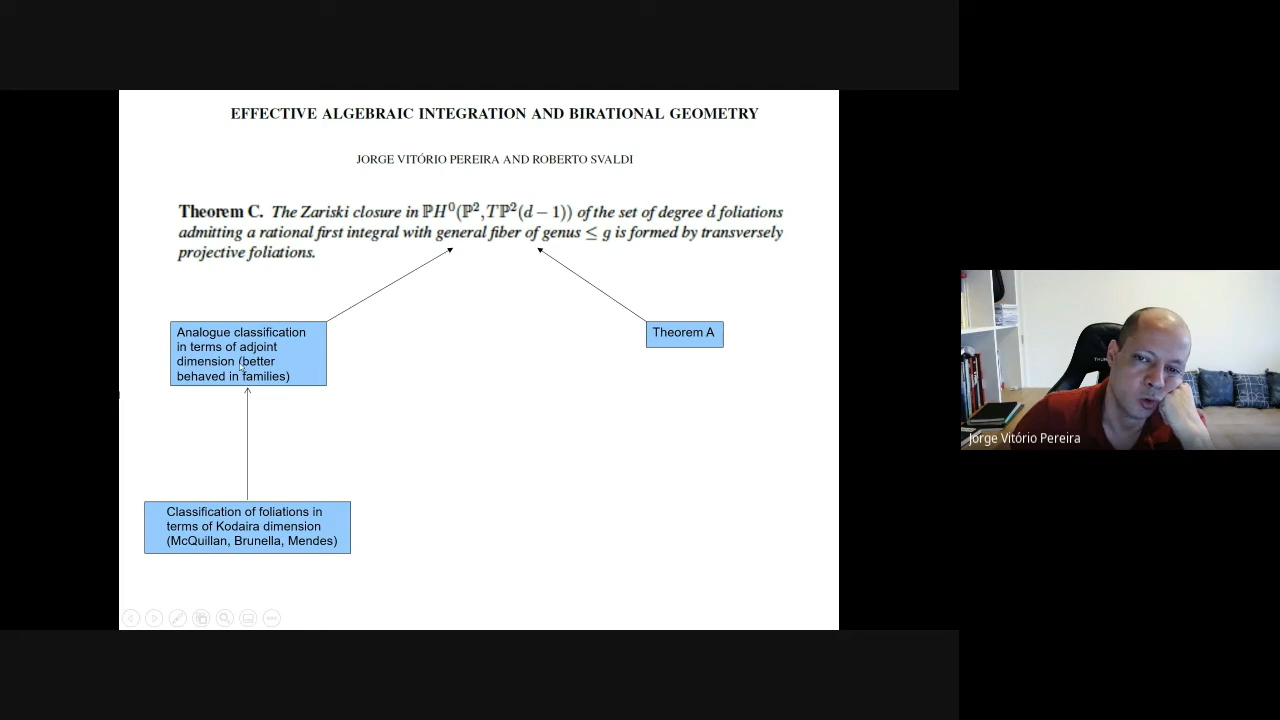 EFFECTIVE ALGEBRAIC INTEGRATION AND BIRATIONAL GEOMETRY
JORGE VITÓRIO PEREIRA AND ROBERTO SVALDI
Theorem C. The Zariski closure in ℙH⁰(ℙ², Tℙ²(d − 1)) of the set of degree d foliations
admitting a rational first integral with general fiber of genus ≤ g is formed by transversely
projective foliations.
Analogue classification
in terms of adjoint
dimension (better
behaved in families)
Theorem A
Classification of foliations in
terms of Kodaira dimension
(McQuillan, Brunella, Mendes)
Jorge Vitório Pereira